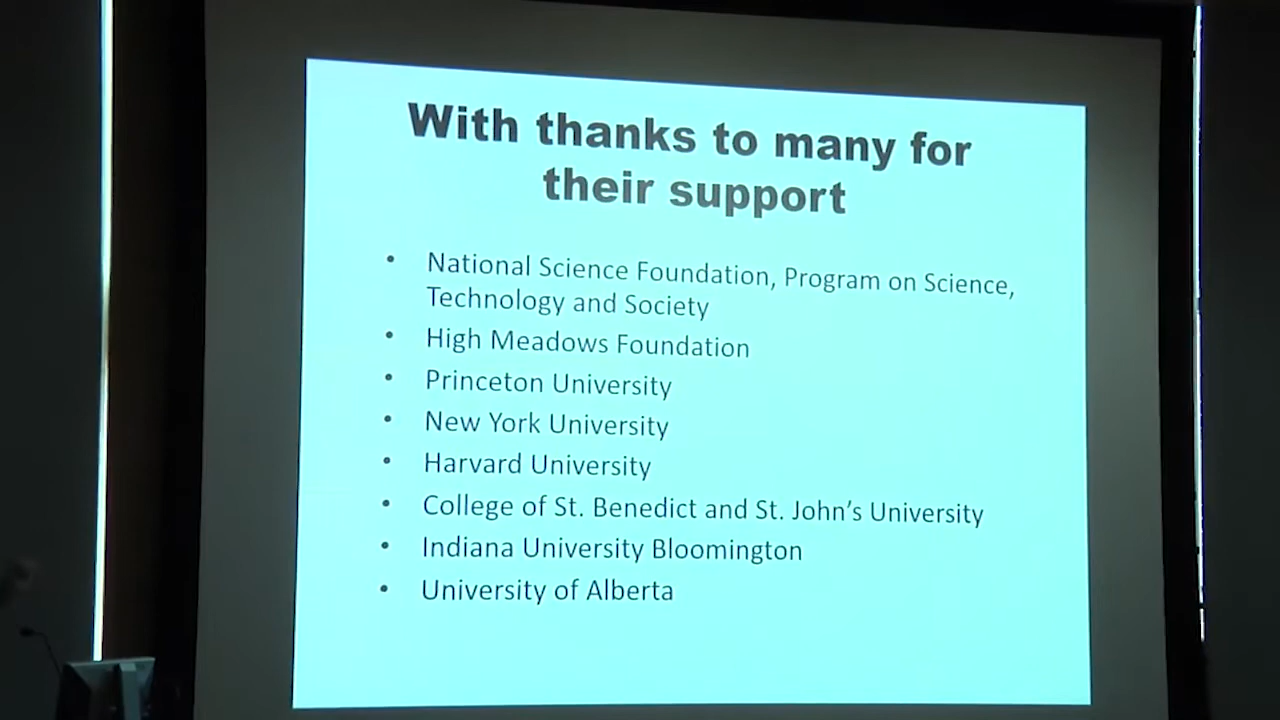 With thanks to many for
their support
• National Science Foundation, Program on Science,
Technology and Society
• High Meadows Foundation
• Princeton University
• New York University
• Harvard University
• College of St. Benedict and St. John's University
• Indiana University Bloomington
• University of Alberta